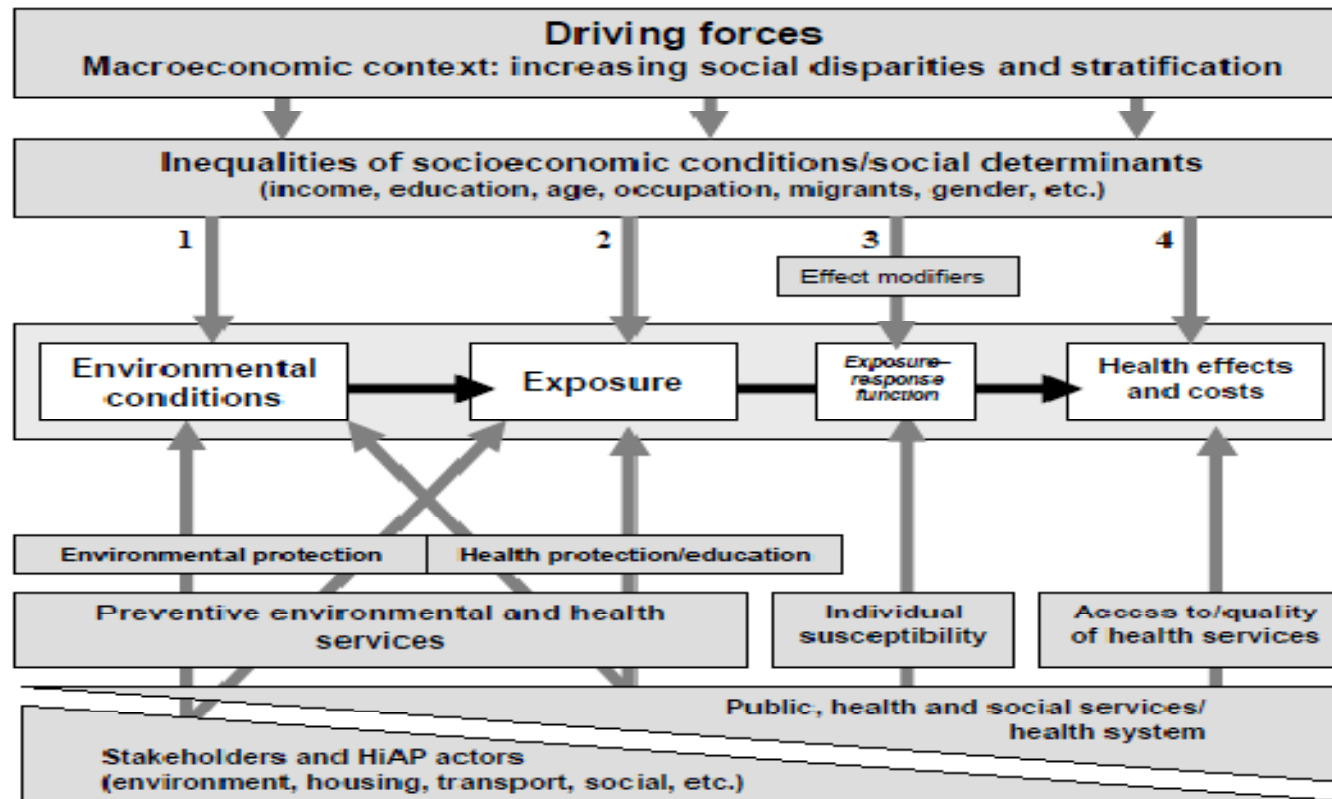 Driving forces
Macroeconomic context: increasing social disparities and stratification
Inequalities of socioeconomic conditions/social determinants
(income, education, age, occupation, migrants, gender, etc.)
1
2
3
4
Effect modifiers
Environmental
conditions
Exposure
Exposure–
response
function
Health effects
and costs
Environmental protection
Health protection/education
Preventive environmental and health
services
Individual
susceptibility
Access to/quality
of health services
Public, health and social services/
health system
Stakeholders and HiAP actors
(environment, housing, transport, social, etc.)